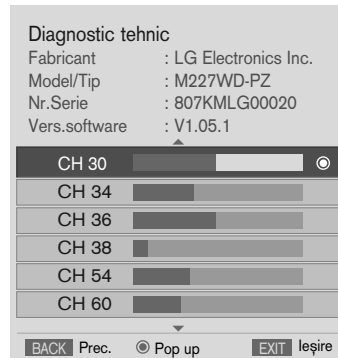 Diagnostic tehnic
Fabricant : LG Electronics Inc.
Model/Tip : M227WD-PZ
Nr.Serie : 807KMLG00020
Vers.software : V1.05.1
CH 30
CH 34
CH 36
CH 38
CH 54
CH 60
BACK Prec. Pop up EXIT Ieşire